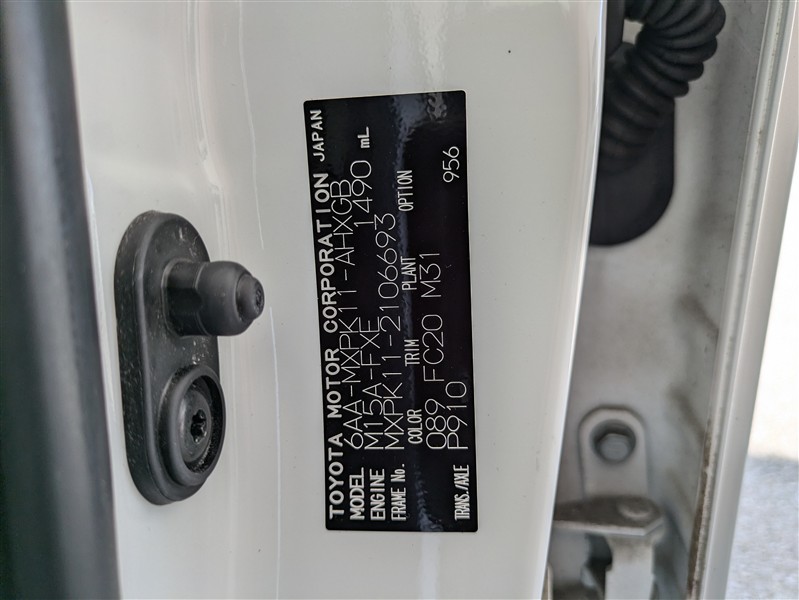 TOYOTA MOTOR CORPORATION JAPAN
MODEL 6AA-MXPK11-AHXGB
ENGINE M15A-FXE 1490 mL
FRAME No. MXPK11-2106693
COLOR TRIM PLANT OPTION
089 FC20 M31
TRANS./AXLE P910 956